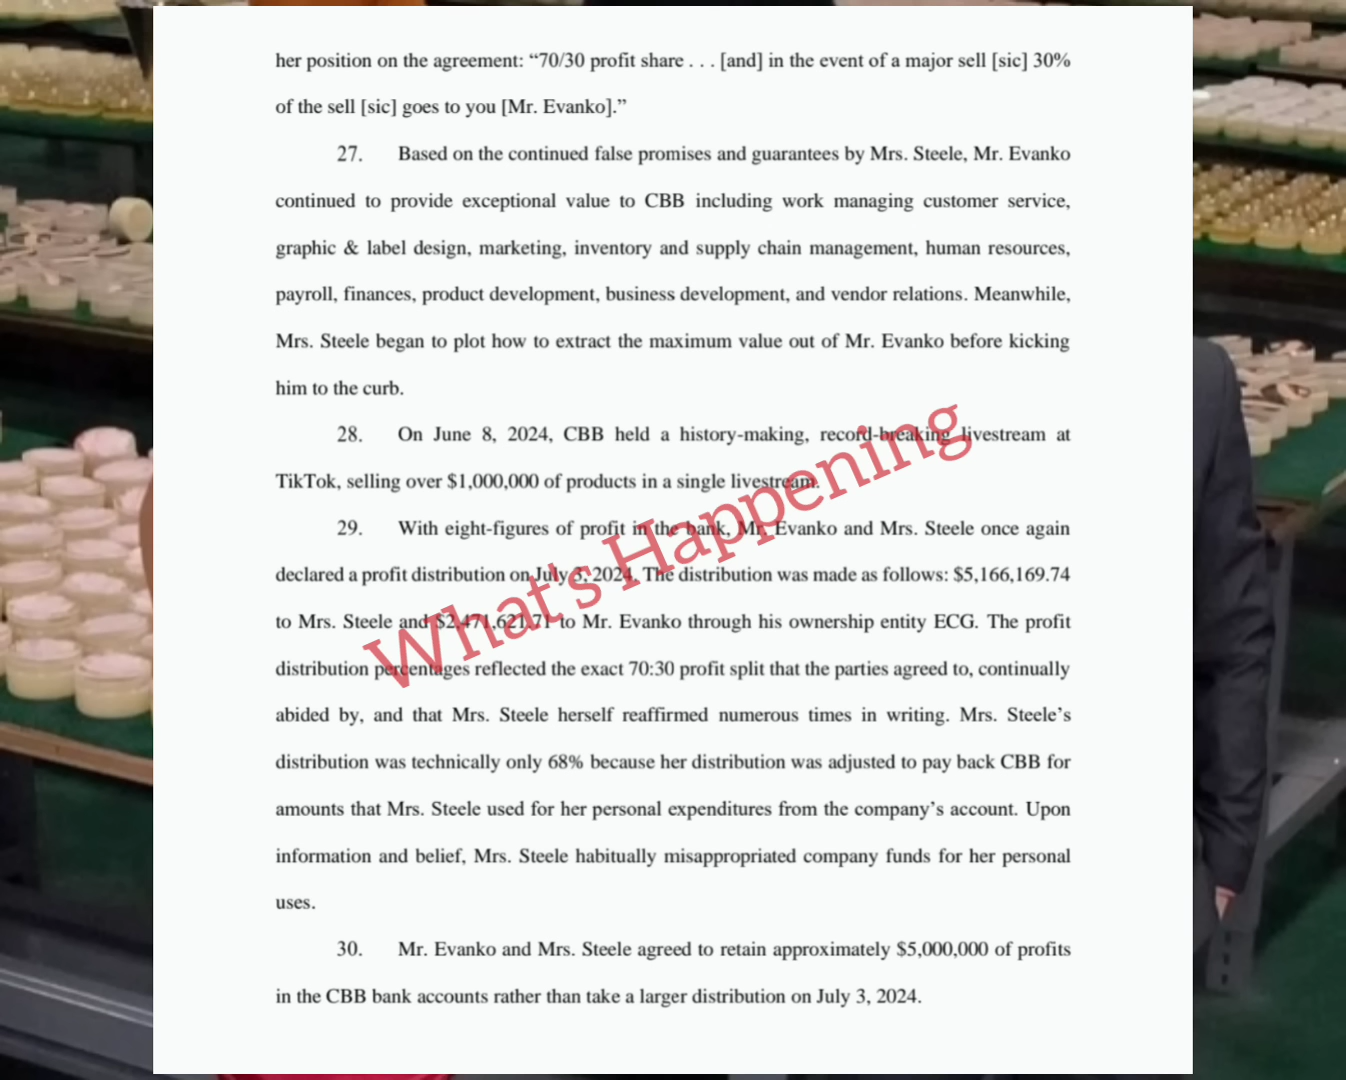 her position on the agreement: “70/30 profit share . . . [and] in the event of a major sell [sic] 30%
of the sell [sic] goes to you [Mr. Evanko].”
27. Based on the continued false promises and guarantees by Mrs. Steele, Mr. Evanko
continued to provide exceptional value to CBB including work managing customer service,
graphic & label design, marketing, inventory and supply chain management, human resources,
payroll, finances, product development, business development, and vendor relations. Meanwhile,
Mrs. Steele began to plot how to extract the maximum value out of Mr. Evanko before kicking
him to the curb.
28. On June 8, 2024, CBB held a history-making, record-breaking livestream at
TikTok, selling over $1,000,000 of products in a single livestream.
29. With eight-figures of profit in the bank, Mr. Evanko and Mrs. Steele once again
declared a profit distribution on July 3, 2024. The distribution was made as follows: $5,166,169.74
to Mrs. Steele and $2,471,621.71 to Mr. Evanko through his ownership entity ECG. The profit
distribution percentages reflected the exact 70:30 profit split that the parties agreed to, continually
abided by, and that Mrs. Steele herself reaffirmed numerous times in writing. Mrs. Steele’s
distribution was technically only 68% because her distribution was adjusted to pay back CBB for
amounts that Mrs. Steele used for her personal expenditures from the company’s account. Upon
information and belief, Mrs. Steele habitually misappropriated company funds for her personal
uses.
30. Mr. Evanko and Mrs. Steele agreed to retain approximately $5,000,000 of profits
in the CBB bank accounts rather than take a larger distribution on July 3, 2024.
What's Happening